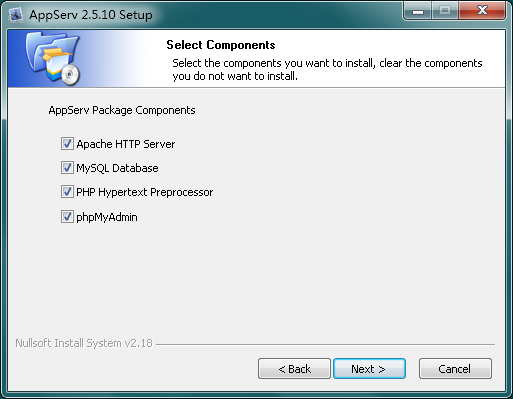 AppServ 2.5.10 Setup
Select Components
Select the components you want to install, clear the components
you do not want to install.
AppServ Package Components
Apache HTTP Server
MySQL Database
PHP Hypertext Preprocessor
phpMyAdmin
Nullsoft Install System v2.18
< Back
Next >
Cancel